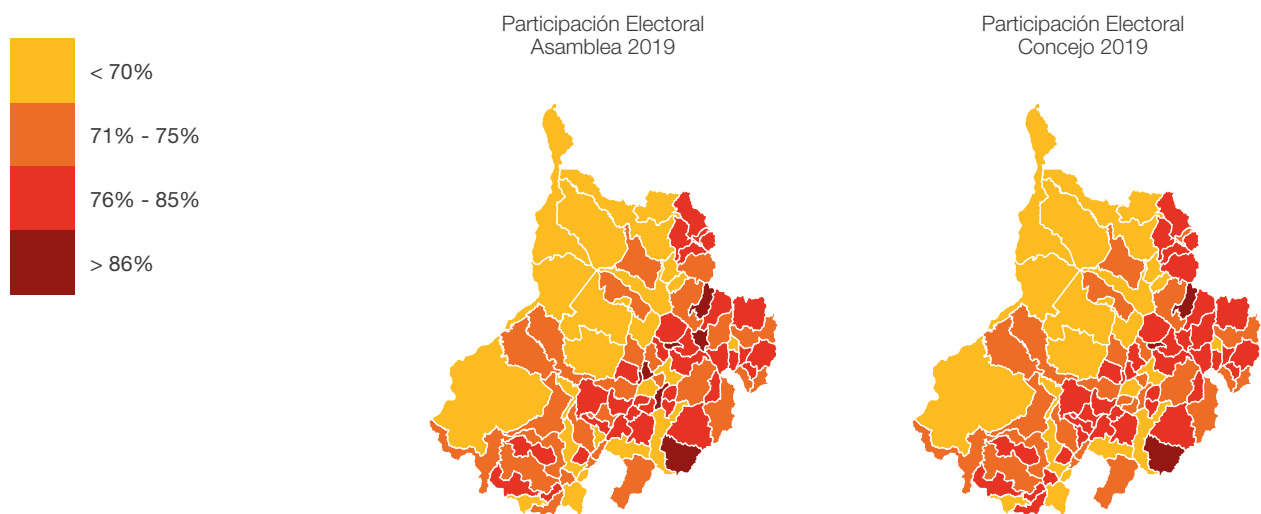 Participación Electoral
Asamblea 2019
Participación Electoral
Concejo 2019
< 70%
71% - 75%
76% - 85%
> 86%